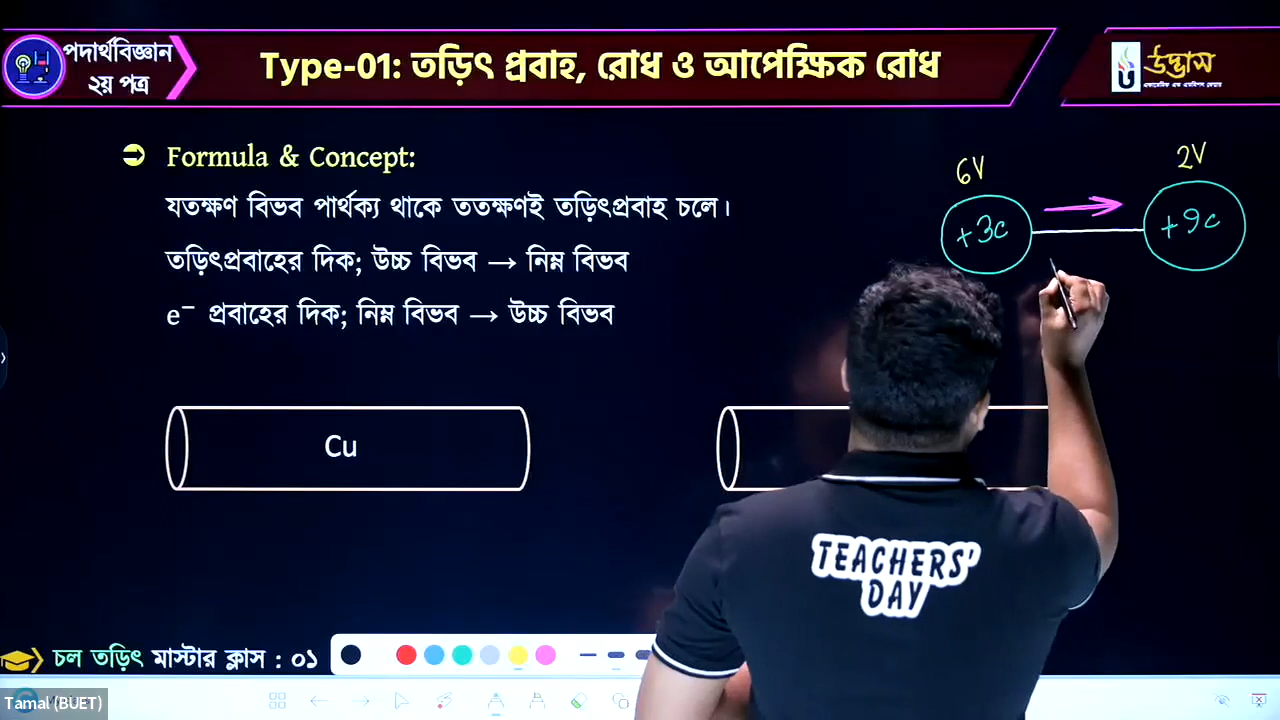 পদার্থবিজ্ঞান
২য় পত্র
Type-01: তড়িৎ প্রবাহ, রোধ ও আপেক্ষিক রোধ
উদ্ভাস
Formula & Concept:
যতক্ষণ বিভব পার্থক্য থাকে ততক্ষণই তড়িৎপ্রবাহ চলে।
তড়িৎপ্রবাহের দিক; উচ্চ বিভব → নিম্ন বিভব
e⁻ প্রবাহের দিক; নিম্ন বিভব → উচ্চ বিভব
6V
2V
+3c
+9c
Cu
TEACHERS'
DAY
চল তড়িৎ মাস্টার ক্লাস : ০১
Tamal (BUET)